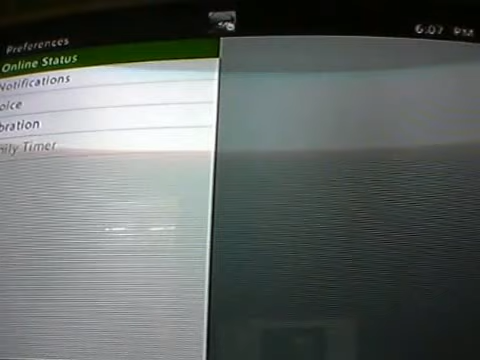 6:07 PM
Preferences
Online Status
Notifications
oice
bration
mily Timer